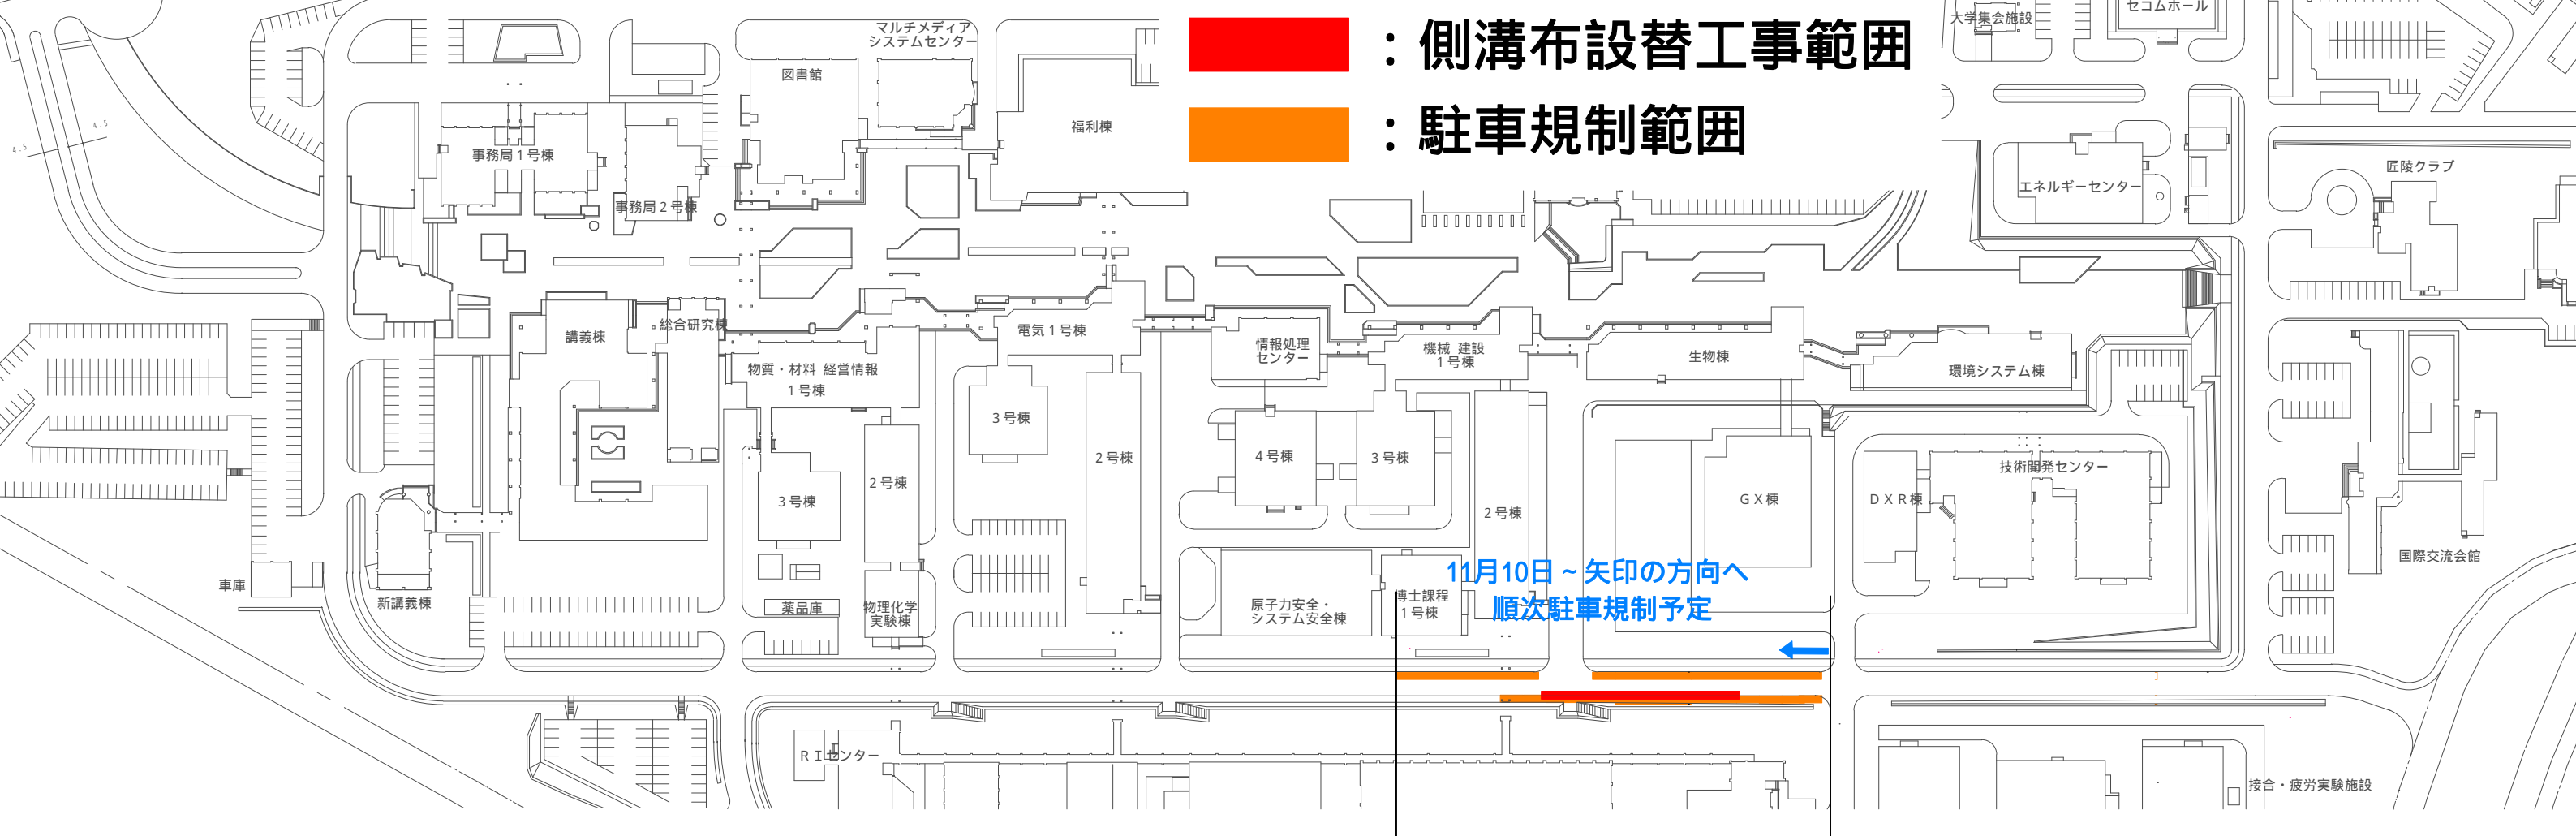 マルチメディア
システムセンター
図書館
：側溝布設替工事範囲
：駐車規制範囲
大学集会施設
セコムホール
4.5
4.5
事務局１号棟
事務局２号棟
福利棟
エネルギーセンター
匠陵クラブ
講義棟
総合研究棟
物質・材料 経営情報
１号棟
電気１号棟
情報処理
センター
機械 建設
１号棟
生物棟
環境システム棟
３号棟
２号棟
３号棟
２号棟
４号棟
３号棟
２号棟
ＧＸ棟
ＤＸＲ棟
技術開発センター
国際交流会館
車庫
新講義棟
薬品庫
物理化学
実験棟
原子力安全・
システム安全棟
博士課程
１号棟
11月10日～矢印の方向へ
順次駐車規制予定
ＲＩセンター
接合・疲労実験施設